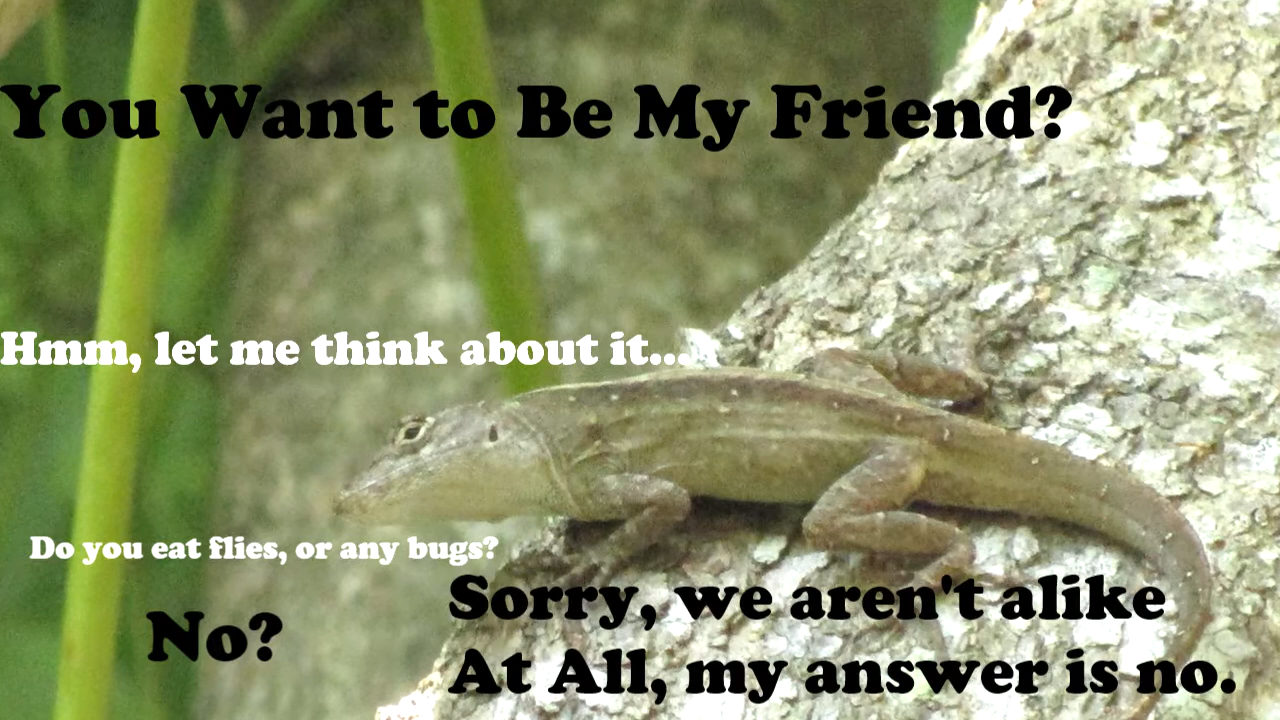 You Want to Be My Friend?
Hmm, let me think about it...
Do you eat flies, or any bugs?
No?
Sorry, we aren't alike
At All, my answer is no.